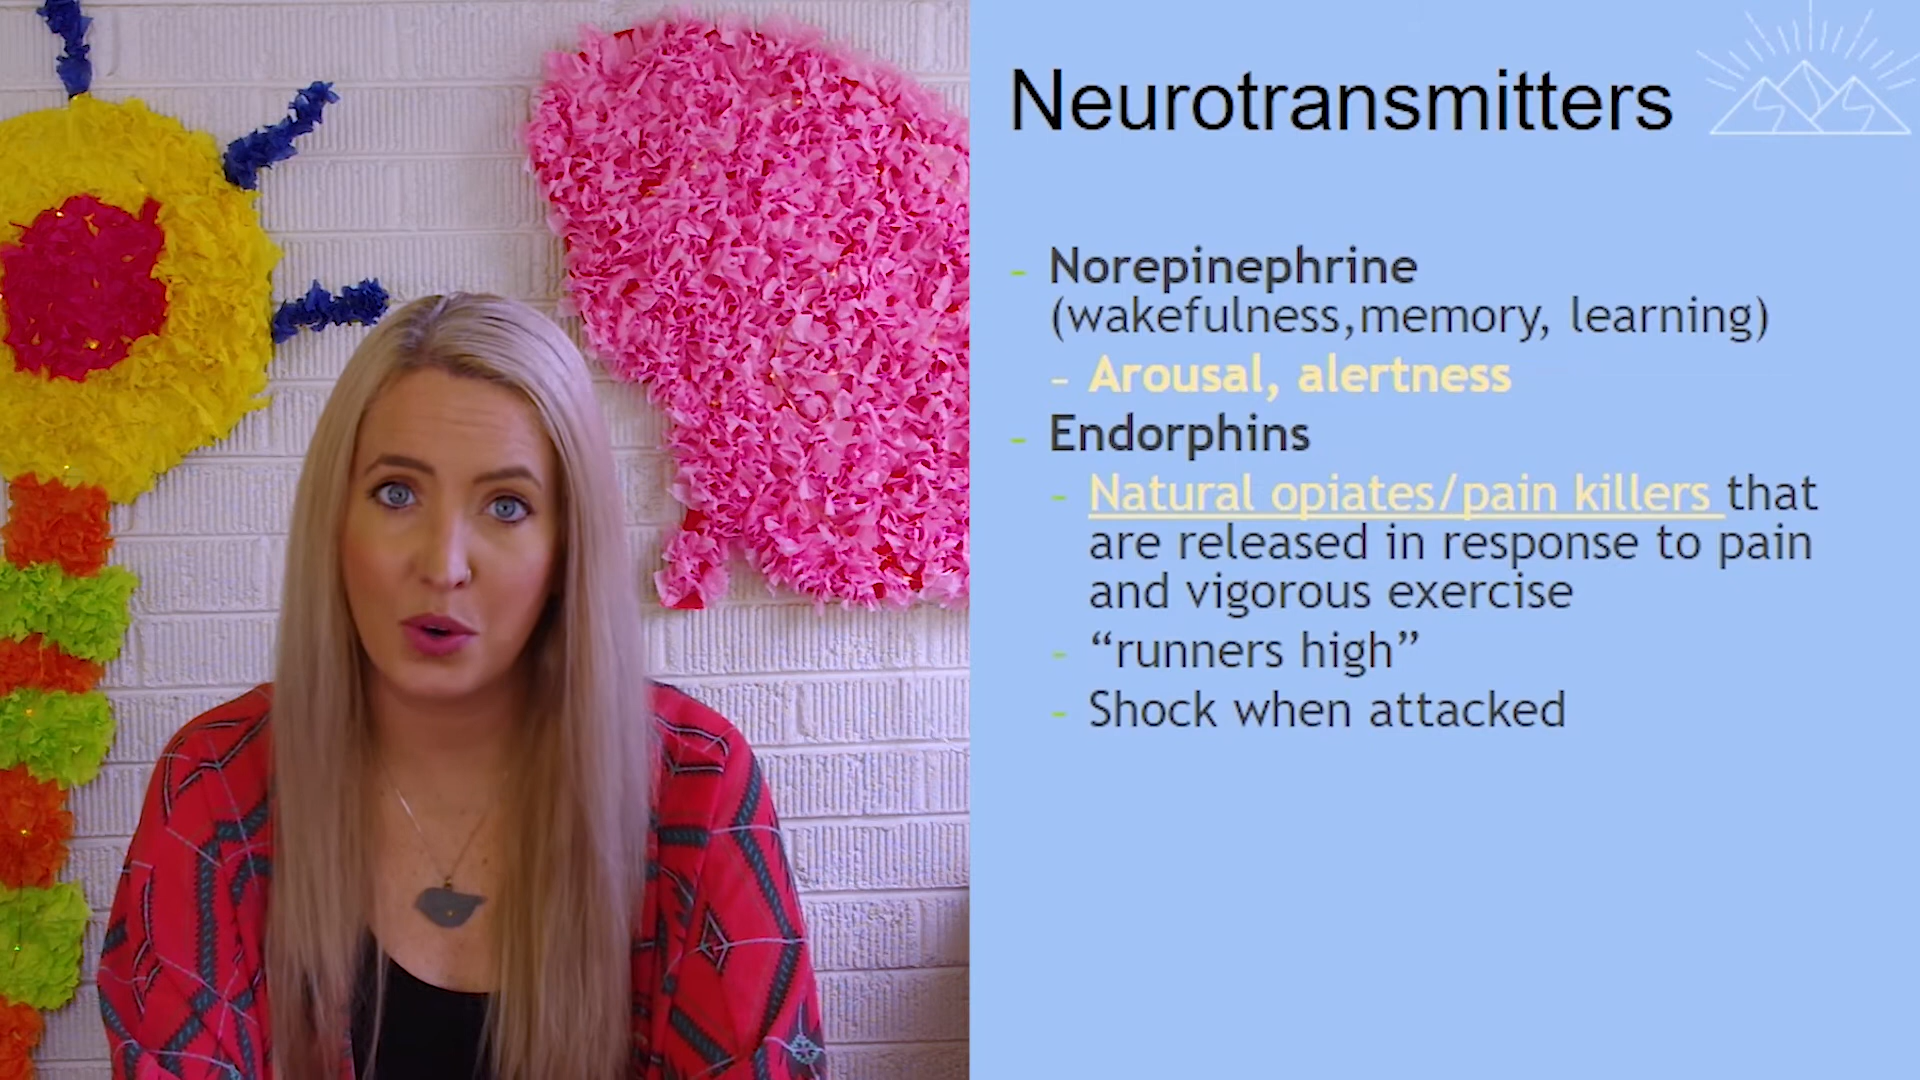 Neurotransmitters
- Norepinephrine
(wakefulness,memory, learning)
- Arousal, alertness
- Endorphins
- Natural opiates/pain killers that
are released in response to pain
and vigorous exercise
- “runners high”
- Shock when attacked